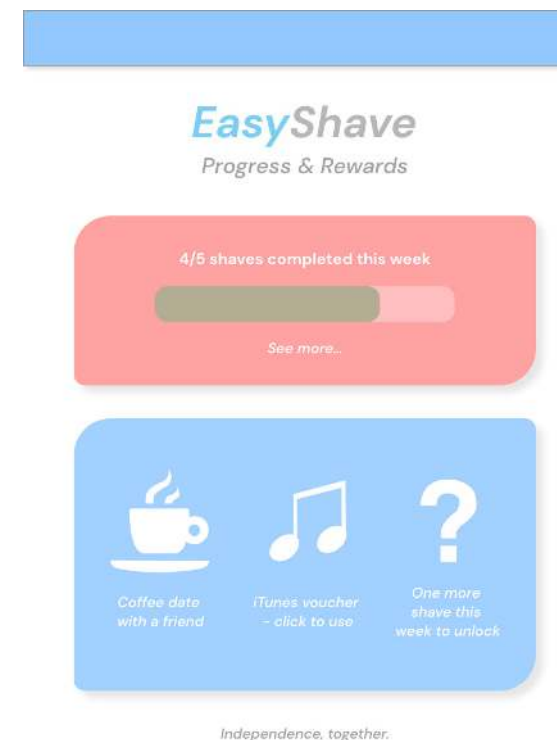 EasyShave
Progress & Rewards
4/5 shaves completed this week
See more...
Coffee date
with a friend
iTunes voucher
- click to use
One more
shave this
week to unlock
Independence, together.